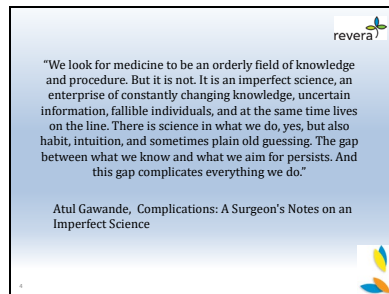 revera
“We look for medicine to be an orderly field of knowledge
and procedure. But it is not. It is an imperfect science, an
enterprise of constantly changing knowledge, uncertain
information, fallible individuals, and at the same time lives
on the line. There is science in what we do, yes, but also
habit, intuition, and sometimes plain old guessing. The gap
between what we know and what we aim for persists. And
this gap complicates everything we do.”
Atul Gawande,  Complications: A Surgeon's Notes on an
Imperfect Science
4